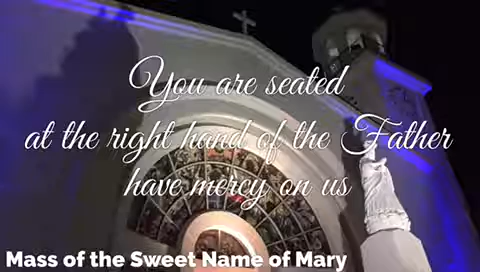 You are seated
at the right hand of the Father
have mercy on us
Mass of the Sweet Name of Mary